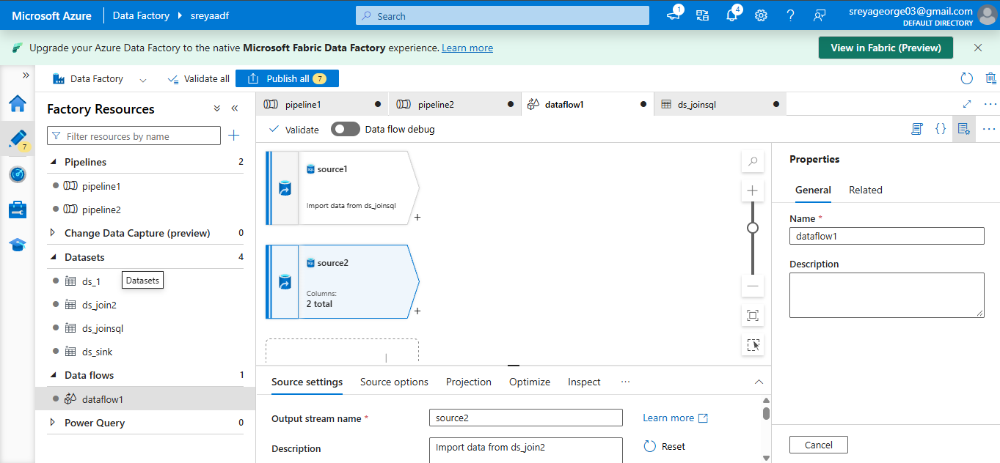 Microsoft Azure
Data Factory
sreyaadf
Search
1
4
sreyageorge03@gmail.com
DEFAULT DIRECTORY
Upgrade your Azure Data Factory to the native Microsoft Fabric Data Factory experience. Learn more
View in Fabric (Preview)
Data Factory
Validate all
Publish all 7
7
Factory Resources
Filter resources by name
Pipelines 2
pipeline1
pipeline2
Change Data Capture (preview) 0
Datasets 4
ds_1
Datasets
ds_join2
ds_joinsql
ds_sink
Data flows 1
dataflow1
Power Query 0
pipeline1
pipeline2
dataflow1
ds_joinsql
Validate
Data flow debug
{}
SQL source1
Import data from ds_joinsql
+
SQL source2
Columns:
2 total
+
Source settings
Source options
Projection
Optimize
Inspect
...
Output stream name *
source2
Learn more
Description
Import data from ds_join2
Reset
Properties
General
Related
Name *
dataflow1
Description
Cancel